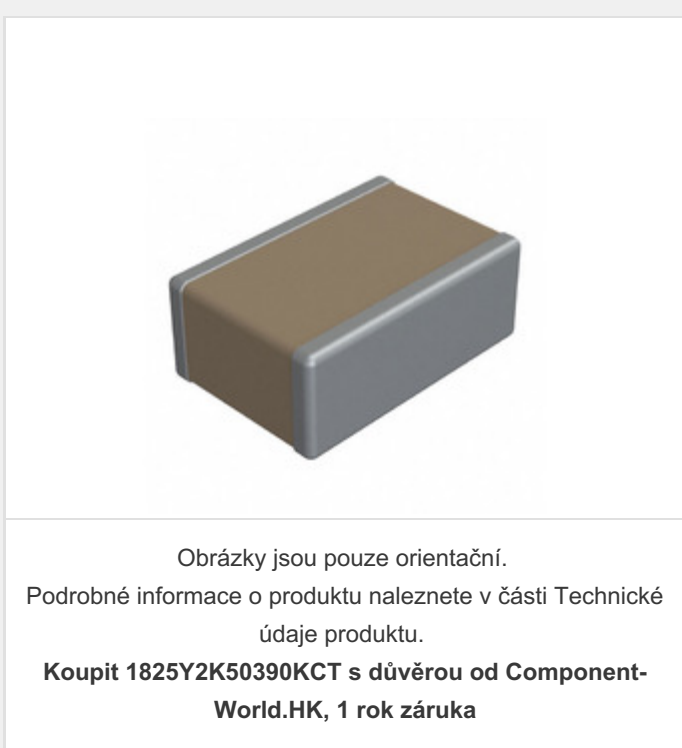 Obrázky jsou pouze orientační.
Podrobné informace o produktu naleznete v části Technické
údaje produktu.
Koupit 1825Y2K50390KCT s důvěrou od Component-
World.HK, 1 rok záruka